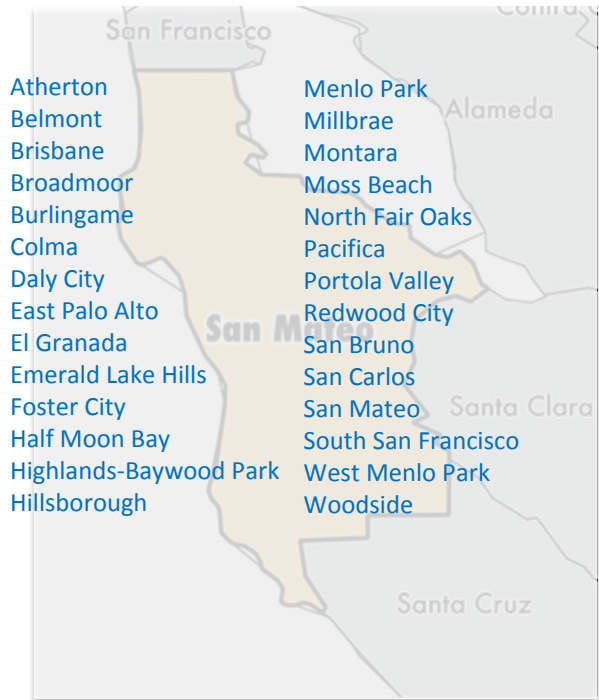 Contra C
San Francisco
Alameda
Atherton
Belmont
Brisbane
Broadmoor
Burlingame
Colma
Daly City
East Palo Alto
El Granada
Emerald Lake Hills
Foster City
Half Moon Bay
Highlands-Baywood Park
Hillsborough
Menlo Park
Millbrae
Montara
Moss Beach
North Fair Oaks
Pacifica
Portola Valley
Redwood City
San Bruno
San Carlos
San Mateo
South San Francisco
West Menlo Park
Woodside
San Mateo
Santa Clara
Santa Cruz